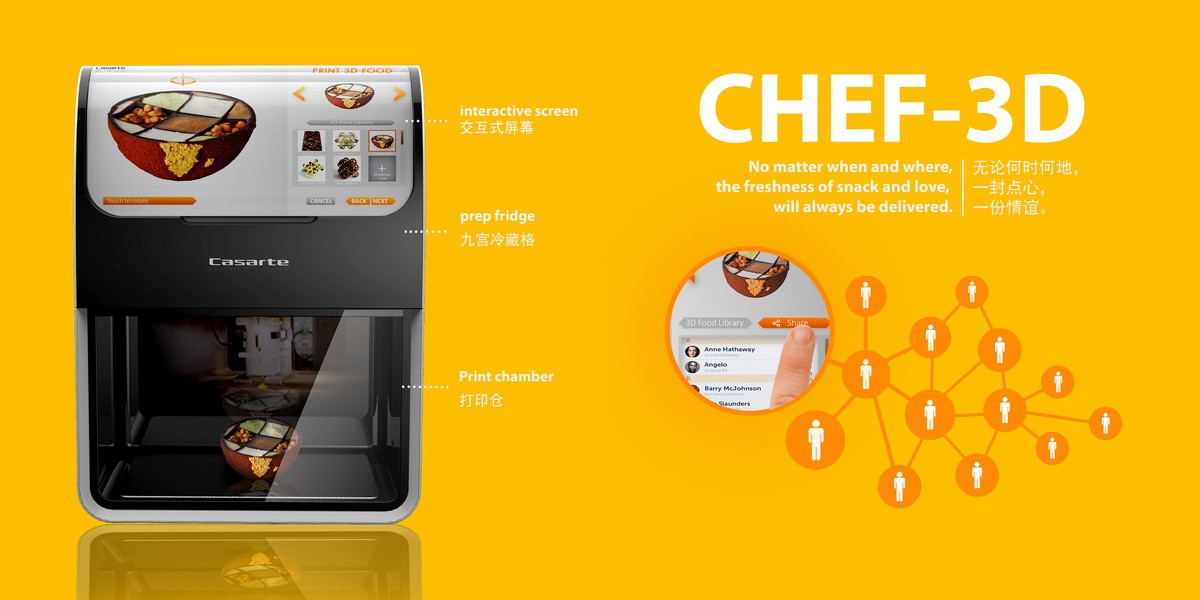 Casarte
PRINT 3D FOOD
3D Food Library
Touch to rotate
CANCEL
BACK
NEXT
Casarte
interactive screen
交互式屏幕
prep fridge
九宫冷藏格
Print chamber
打印仓
CHEF-3D
No matter when and where,
the freshness of snack and love,
will always be delivered.
无论何时何地，
一封点心，
一份情谊。
3D Food Library
Share
A
Anne Hathaway
Angelo
B
Barry McJohnson
Slaunders